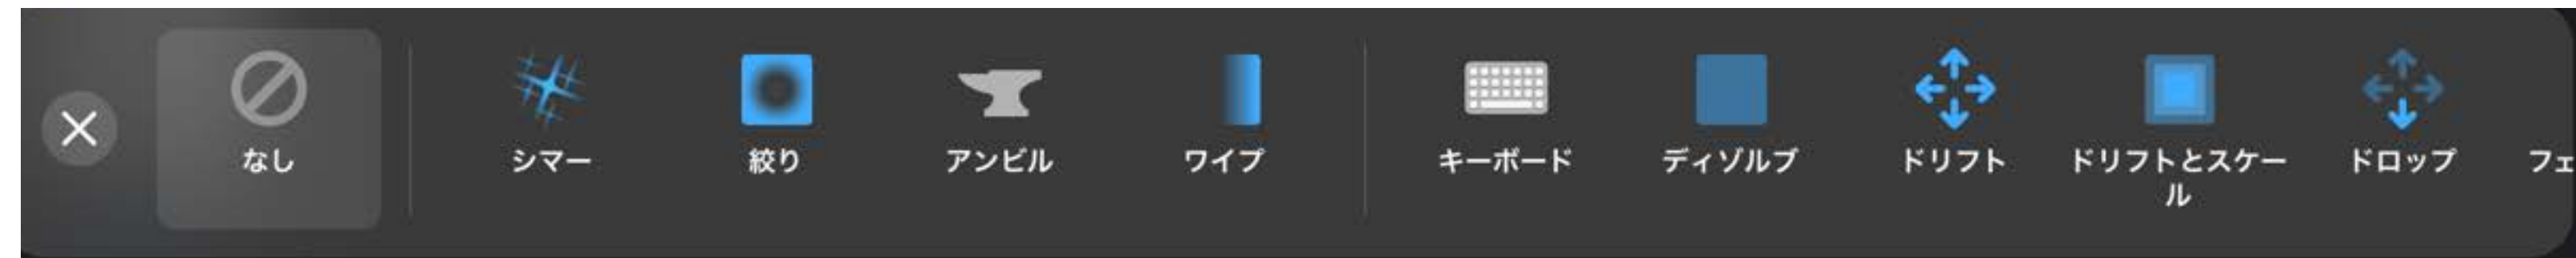 なし
シマー
絞り
アンビル
ワイプ
キーボード
ディゾルブ
ドリフト
ドリフトとスケー
ル
ドロップ
フェ